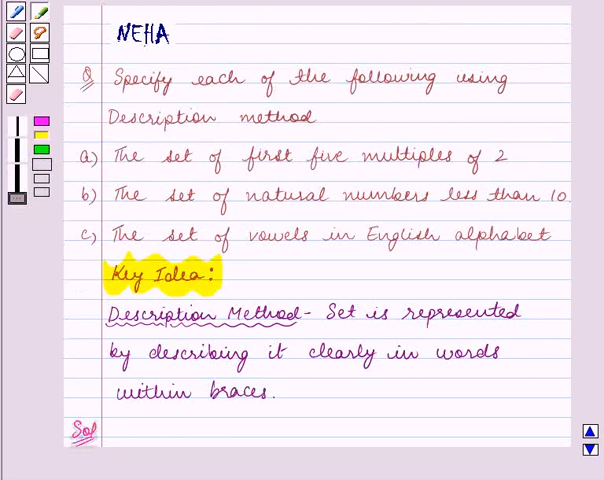 NEHA
Q Specify each of the following using
Description method
a) The set of first five multiples of 2
b) The set of natural numbers less than 10.
c) The set of vowels in English alphabet
Key Idea:
Description Method - Set is represented
by describing it clearly in words
within braces.
Sol